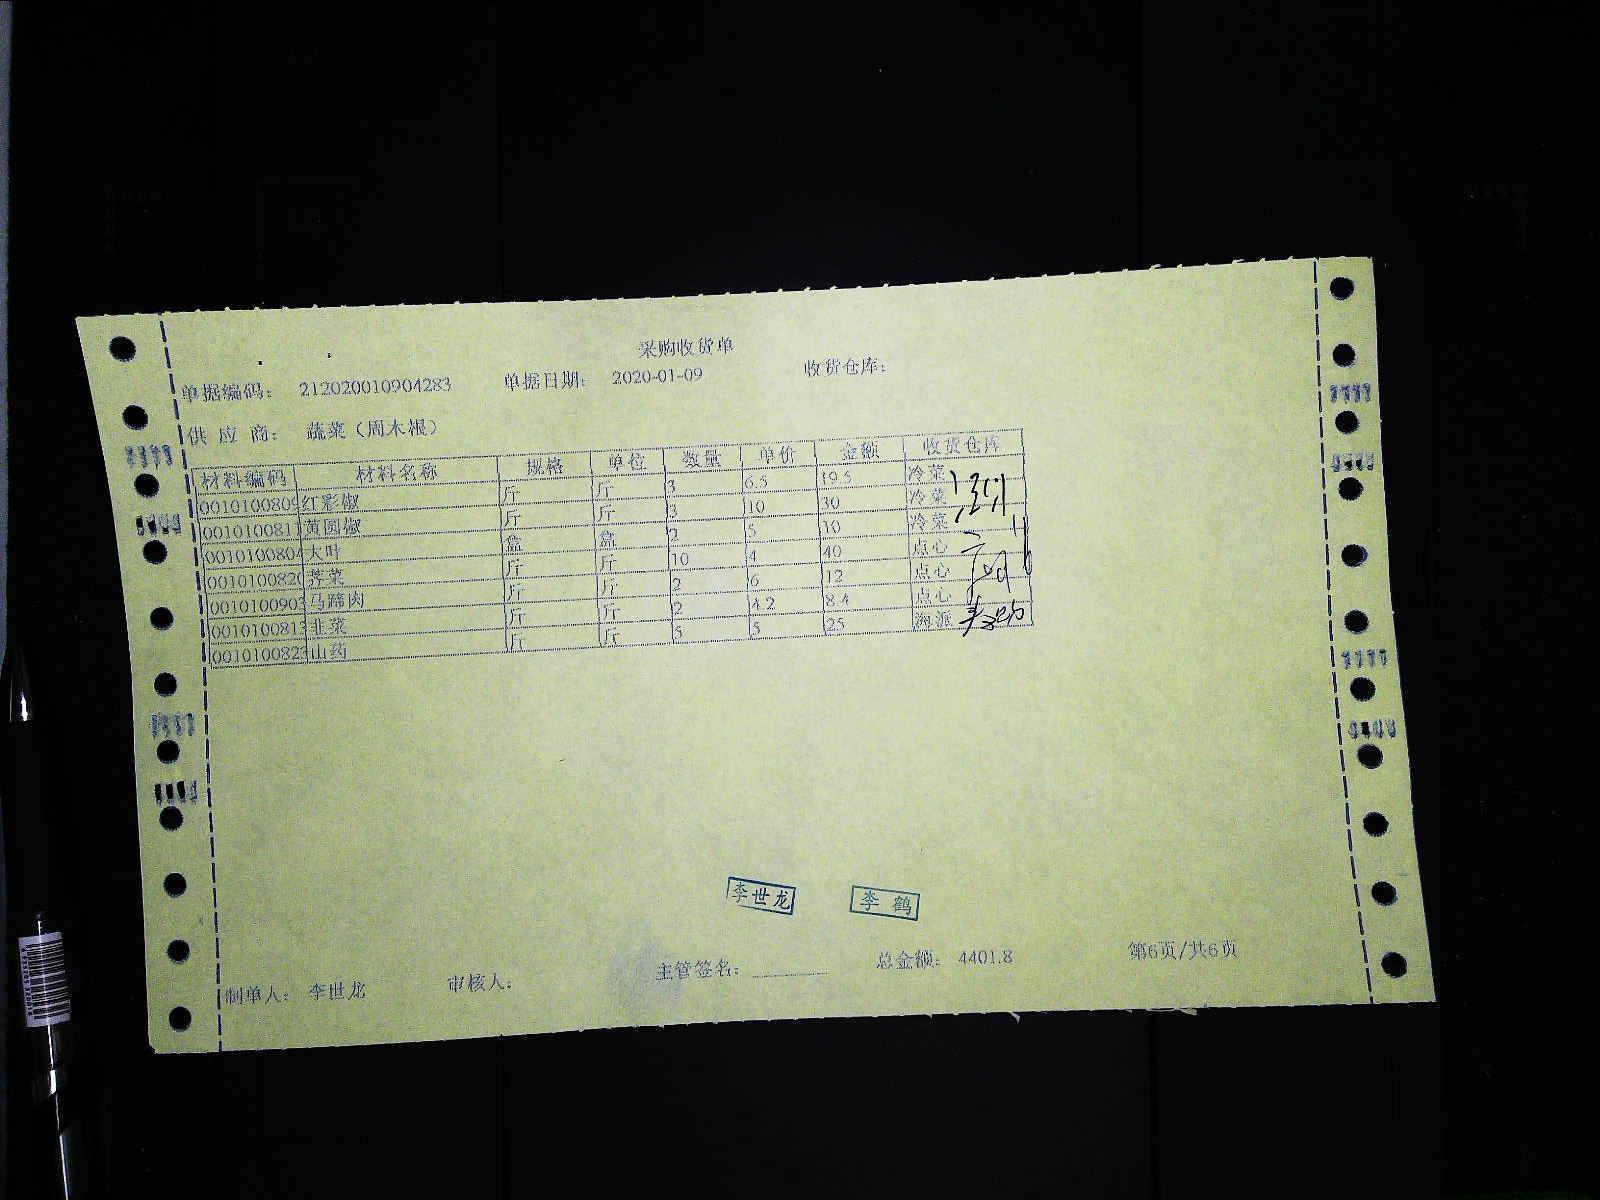 采购收货单
单据编码: 212020010904283 单据日期: 2020-01-09 收货仓库:
供应商: 蔬菜(周木根)
材料编码 材料名称 规格 单位 数量 单价 金额 收货仓库
0010100809 红彩椒 斤 斤 3 6.5 19.5 冷菜
001010081 黄圆椒 斤 斤 3 10 30 冷菜
0010100804 大叶 盒 盒 2 5 10 冷菜
001010082 荠菜 斤 斤 10 4 40 点心
0010100903 马蹄肉 斤 斤 2 6 12 点心
001010081 韭菜 斤 斤 2 4.2 8.4 点心
001010082 山药 斤 斤 5 5 25 海派
李世龙 李鹤
制单人: 李世龙 审核人: 主管签名: 总金额: 4401.8 第6页/共6页